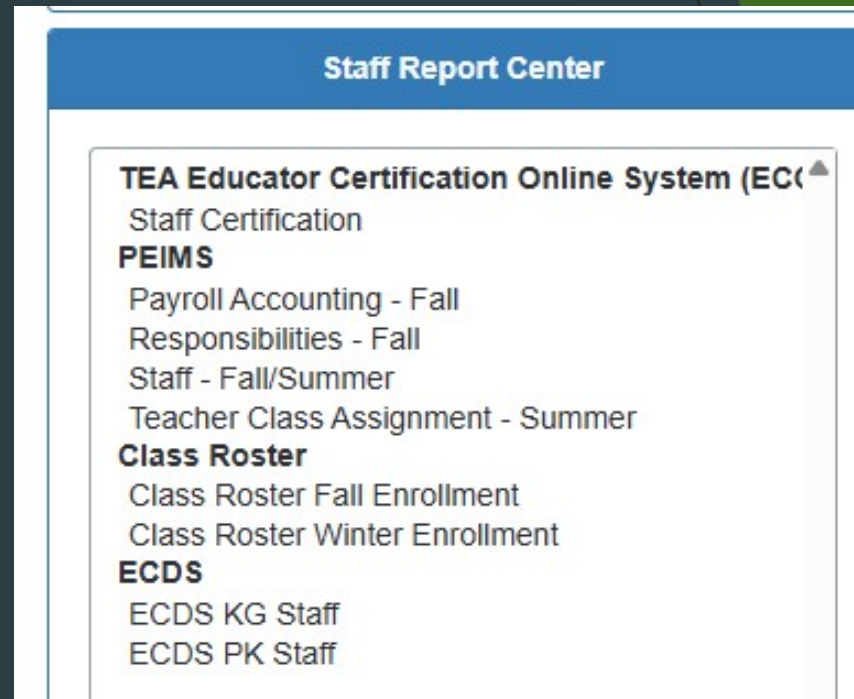 Staff Report Center
TEA Educator Certification Online System (EC
Staff Certification
PEIMS
Payroll Accounting - Fall
Responsibilities - Fall
Staff - Fall/Summer
Teacher Class Assignment - Summer
Class Roster
Class Roster Fall Enrollment
Class Roster Winter Enrollment
ECDS
ECDS KG Staff
ECDS PK Staff